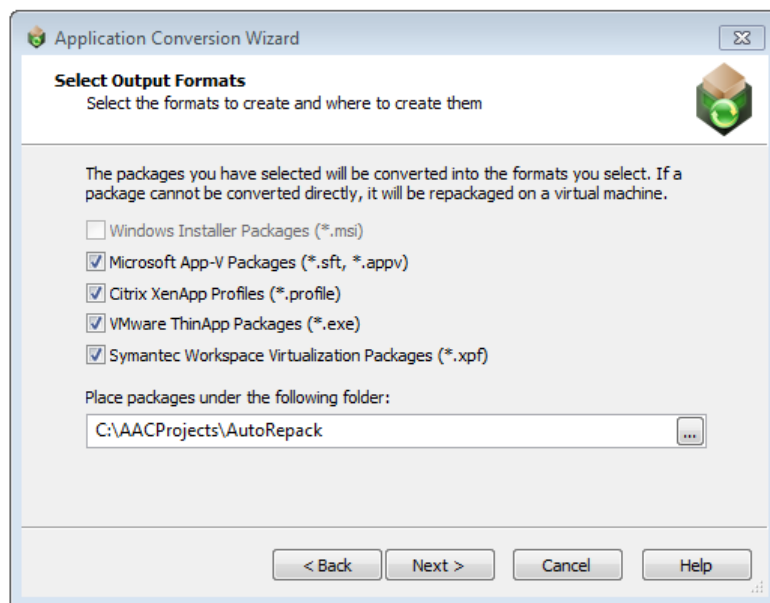 Application Conversion Wizard
Select Output Formats
Select the formats to create and where to create them
The packages you have selected will be converted into the formats you select. If a
package cannot be converted directly, it will be repackaged on a virtual machine.
Windows Installer Packages (*.msi)
Microsoft App-V Packages (*.sft, *.appv)
Citrix XenApp Profiles (*.profile)
VMware ThinApp Packages (*.exe)
Symantec Workspace Virtualization Packages (*.xpf)
Place packages under the following folder:
C:\AACProjects\AutoRepack
...
< Back Next > Cancel Help